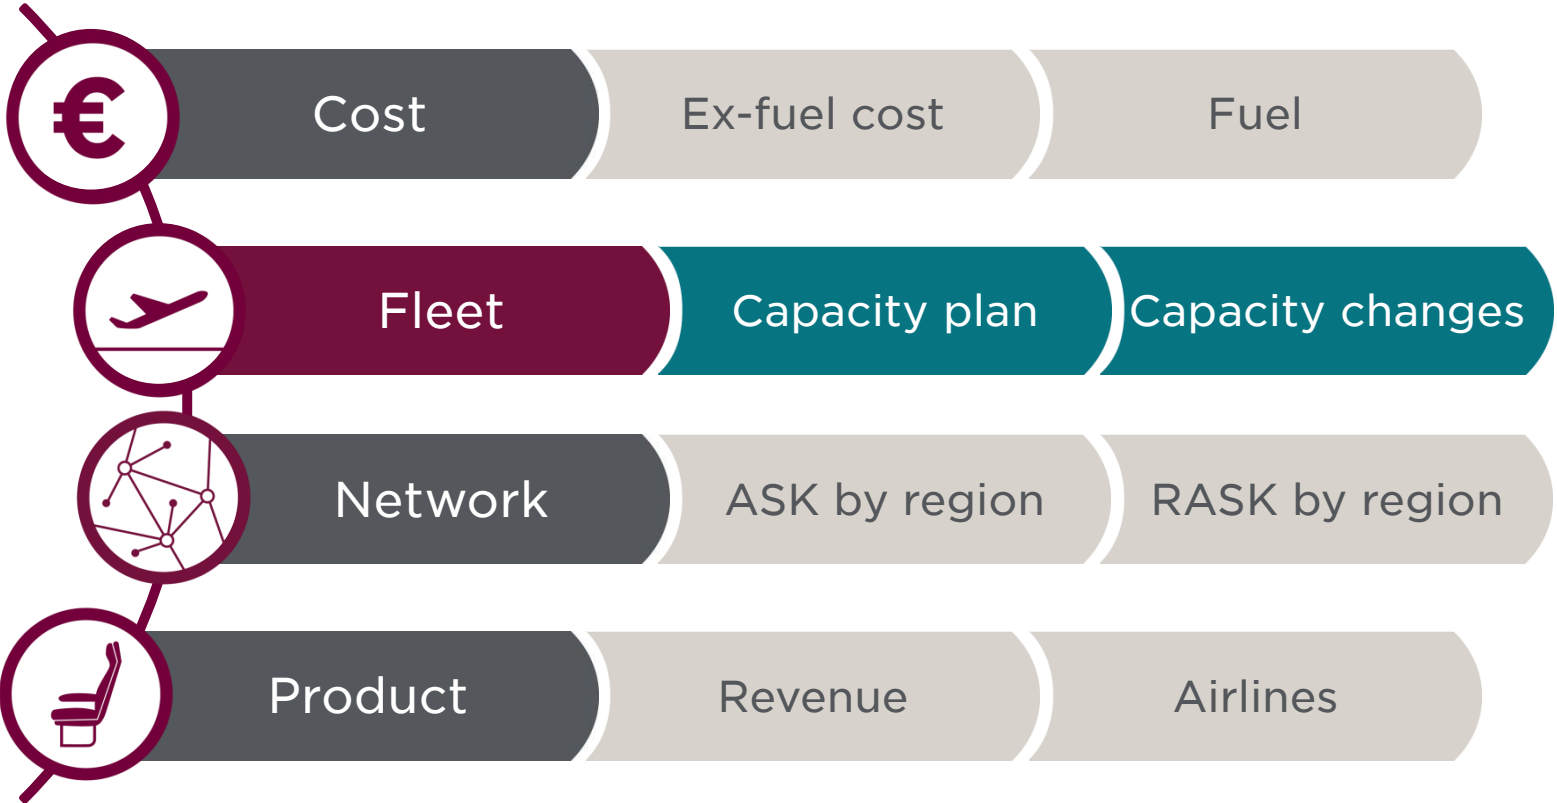 €
Cost
Ex-fuel cost
Fuel
Fleet
Capacity plan
Capacity changes
Network
ASK by region
RASK by region
Product
Revenue
Airlines